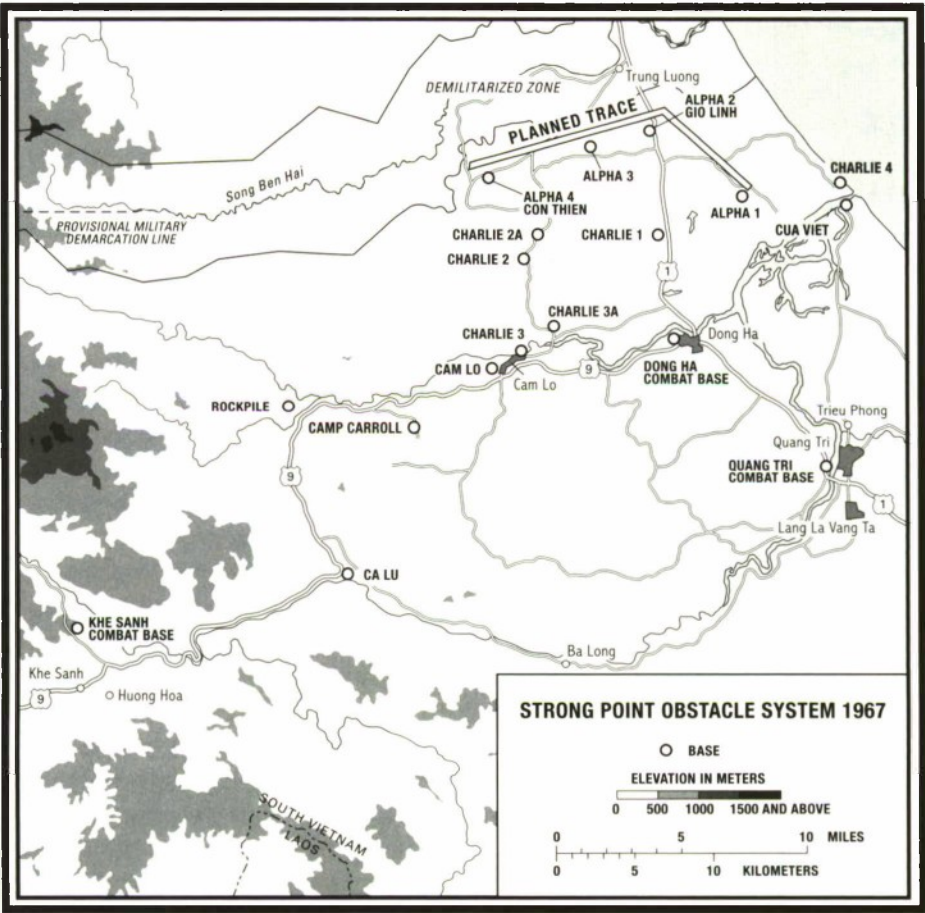 Trung Luong
DEMILITARIZED ZONE
ALPHA 2
GIO LINH
PLANNED TRACE
ALPHA 3
CHARLIE 4
Song Ben Hai
ALPHA 4
CON THIEN
ALPHA 1
PROVISIONAL MILITARY
DEMARCATION LINE
CUA VIET
CHARLIE 2A
CHARLIE 1
CHARLIE 2
1
CHARLIE 3A
CHARLIE 3
Dong Ha
CAM LO
Cam Lo
9
DONG HA
COMBAT BASE
ROCKPILE
CAMP CARROLL
Trieu Phong
Quang Tri
QUANG TRI
COMBAT BASE
9
1
Lang La Vang Ta
CA LU
KHE SANH
COMBAT BASE
Ba Long
Khe Sanh
9
Huong Hoa
SOUTH VIETNAM
LAOS
STRONG POINT OBSTACLE SYSTEM 1967
BASE
ELEVATION IN METERS
0 500 1000 1500 AND ABOVE
0 5 10 MILES
0 5 10 KILOMETERS